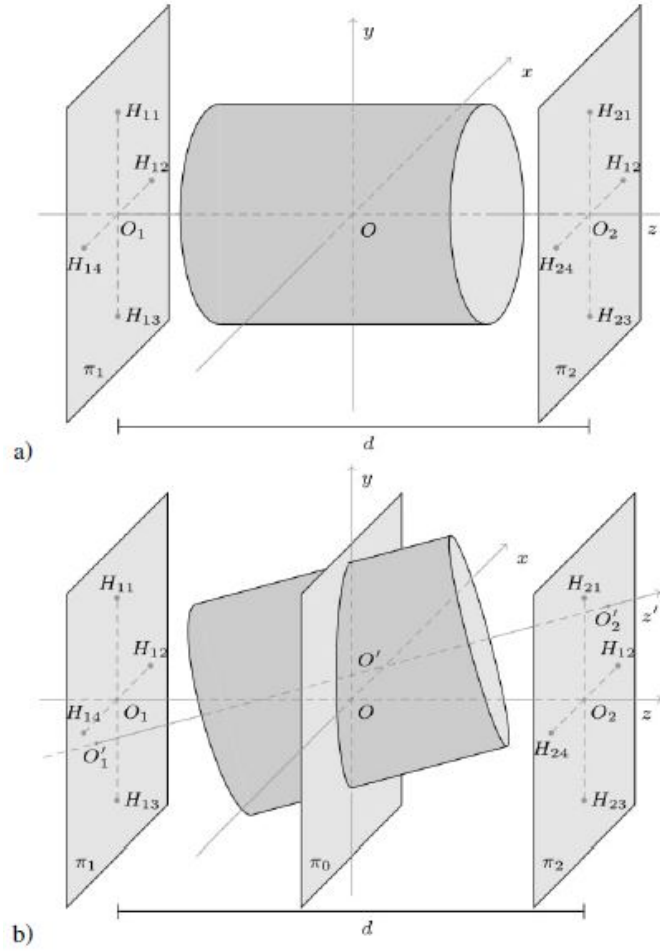 y
x
H₁₁
H₂₁
H₁₂
H₁₂
O₁
O
O₂
z
H₁₄
H₂₄
H₁₃
H₂₃
π₁
π₂
d
a)
y
x
H₁₁
H₂₁
z′
O′₂
H₁₂
O′
H₁₂
H₁₄
O₁
O
O₂
z
O′₁
H₂₄
H₁₃
H₂₃
π₁
π₀
π₂
d
b)